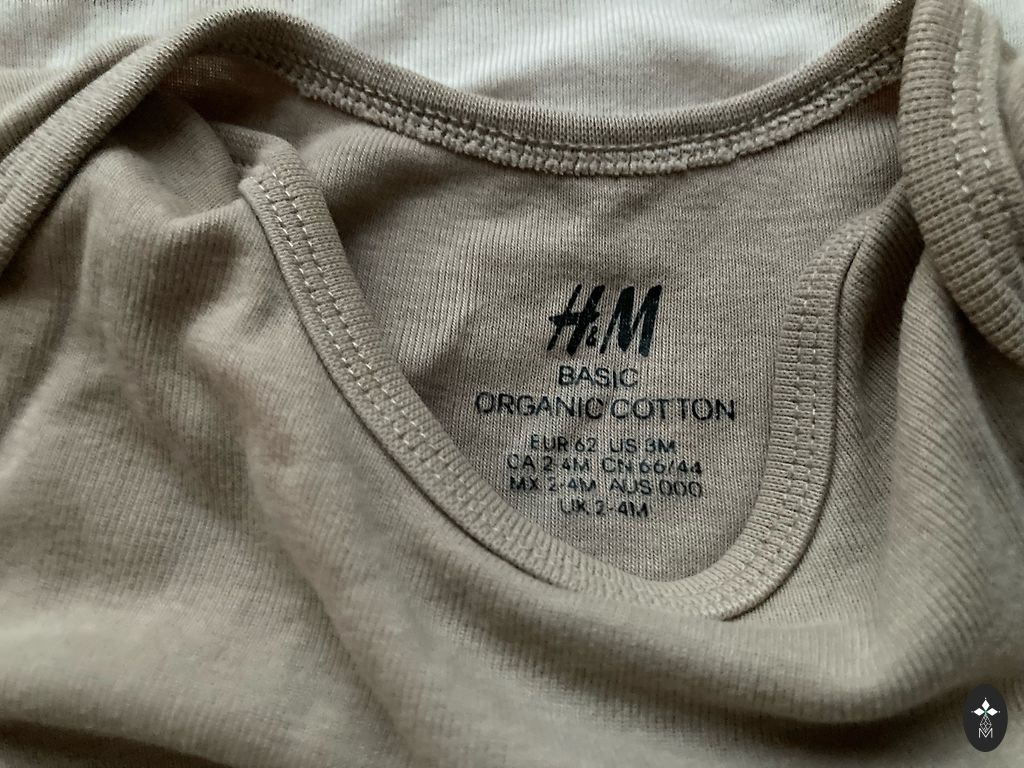 H&M
BASIC
ORGANIC COTTON
EUR 62 US 3M
CA 2-4M CN 66/44
MX 2-4M AUS 000
UK 2-4M
M